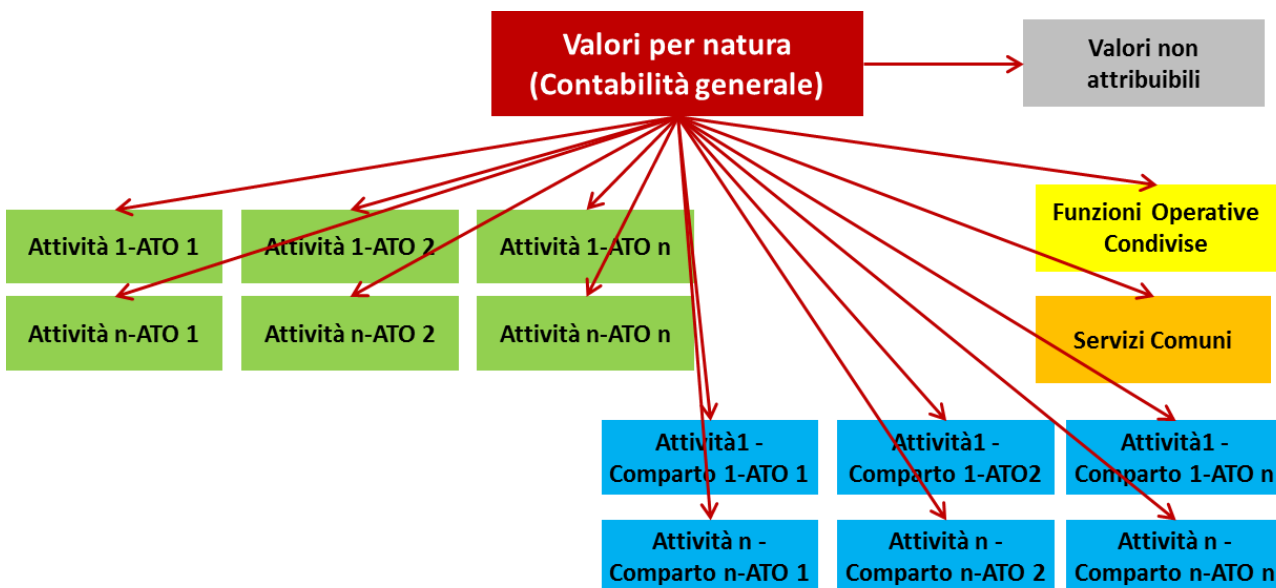 Valori per natura
(Contabilità generale)
Valori non
attribuibili
Attività 1-ATO 1
Attività 1-ATO 2
Attività 1-ATO n
Funzioni Operative
Condivise
Attività n-ATO 1
Attività n-ATO 2
Attività n-ATO n
Servizi Comuni
Attività1 -
Comparto 1-ATO 1
Attività1 -
Comparto 1-ATO2
Attività1 -
Comparto 1-ATO n
Attività n -
Comparto n-ATO 1
Attività n -
Comparto n-ATO 2
Attività n -
Comparto n-ATO n